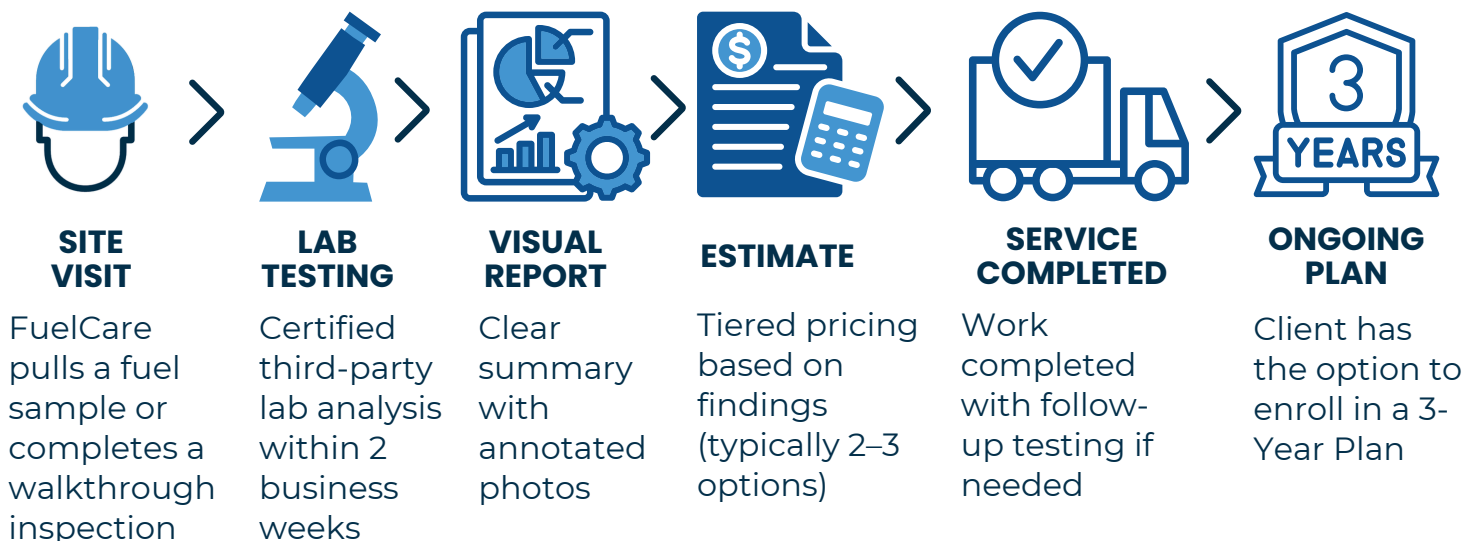 $
3
YEARS
SITE
VISIT
FuelCare
pulls a fuel
sample or
completes a
walkthrough
inspection
LAB
TESTING
Certified
third-party
lab analysis
within 2
business
weeks
VISUAL
REPORT
Clear
summary
with
annotated
photos
ESTIMATE
Tiered pricing
based on
findings
(typically 2–3
options)
SERVICE
COMPLETED
Work
completed
with follow-
up testing if
needed
ONGOING
PLAN
Client has
the option to
enroll in a 3-
Year Plan